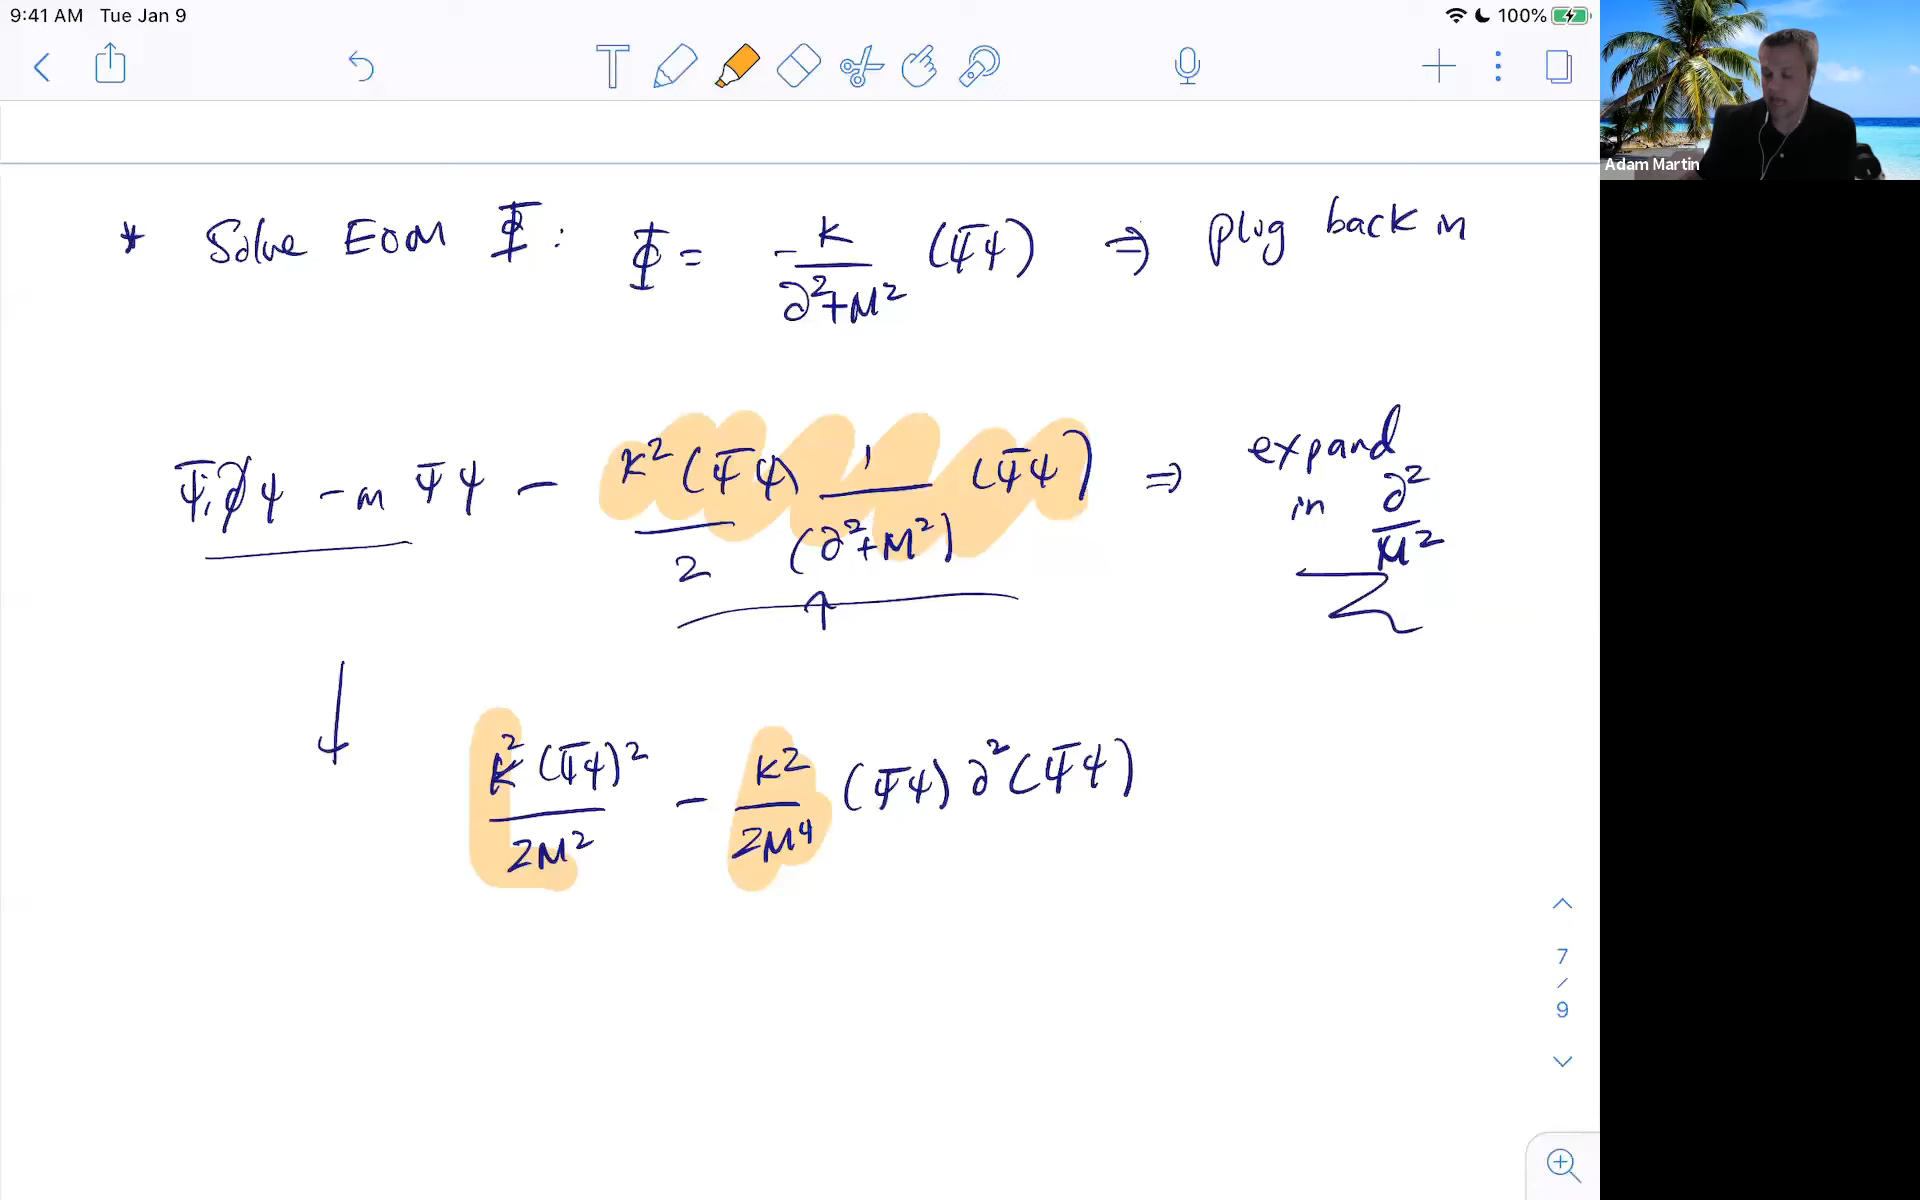 9:41 AM Tue Jan 9
100%
Adam Martin
* Solve EOM Φ : Φ = -K/(∂²+M²) (Ψ̄Ψ) ⇒ plug back in
Ψ̄i∂̸Ψ - m Ψ̄Ψ - K²/2 (Ψ̄Ψ) 1/(∂²+M²) (Ψ̄Ψ) ⇒ expand in ∂²/M²
↓
K²(Ψ̄Ψ)²/2M² - K²/2M⁴ (Ψ̄Ψ) ∂² (Ψ̄Ψ)
7
/
9